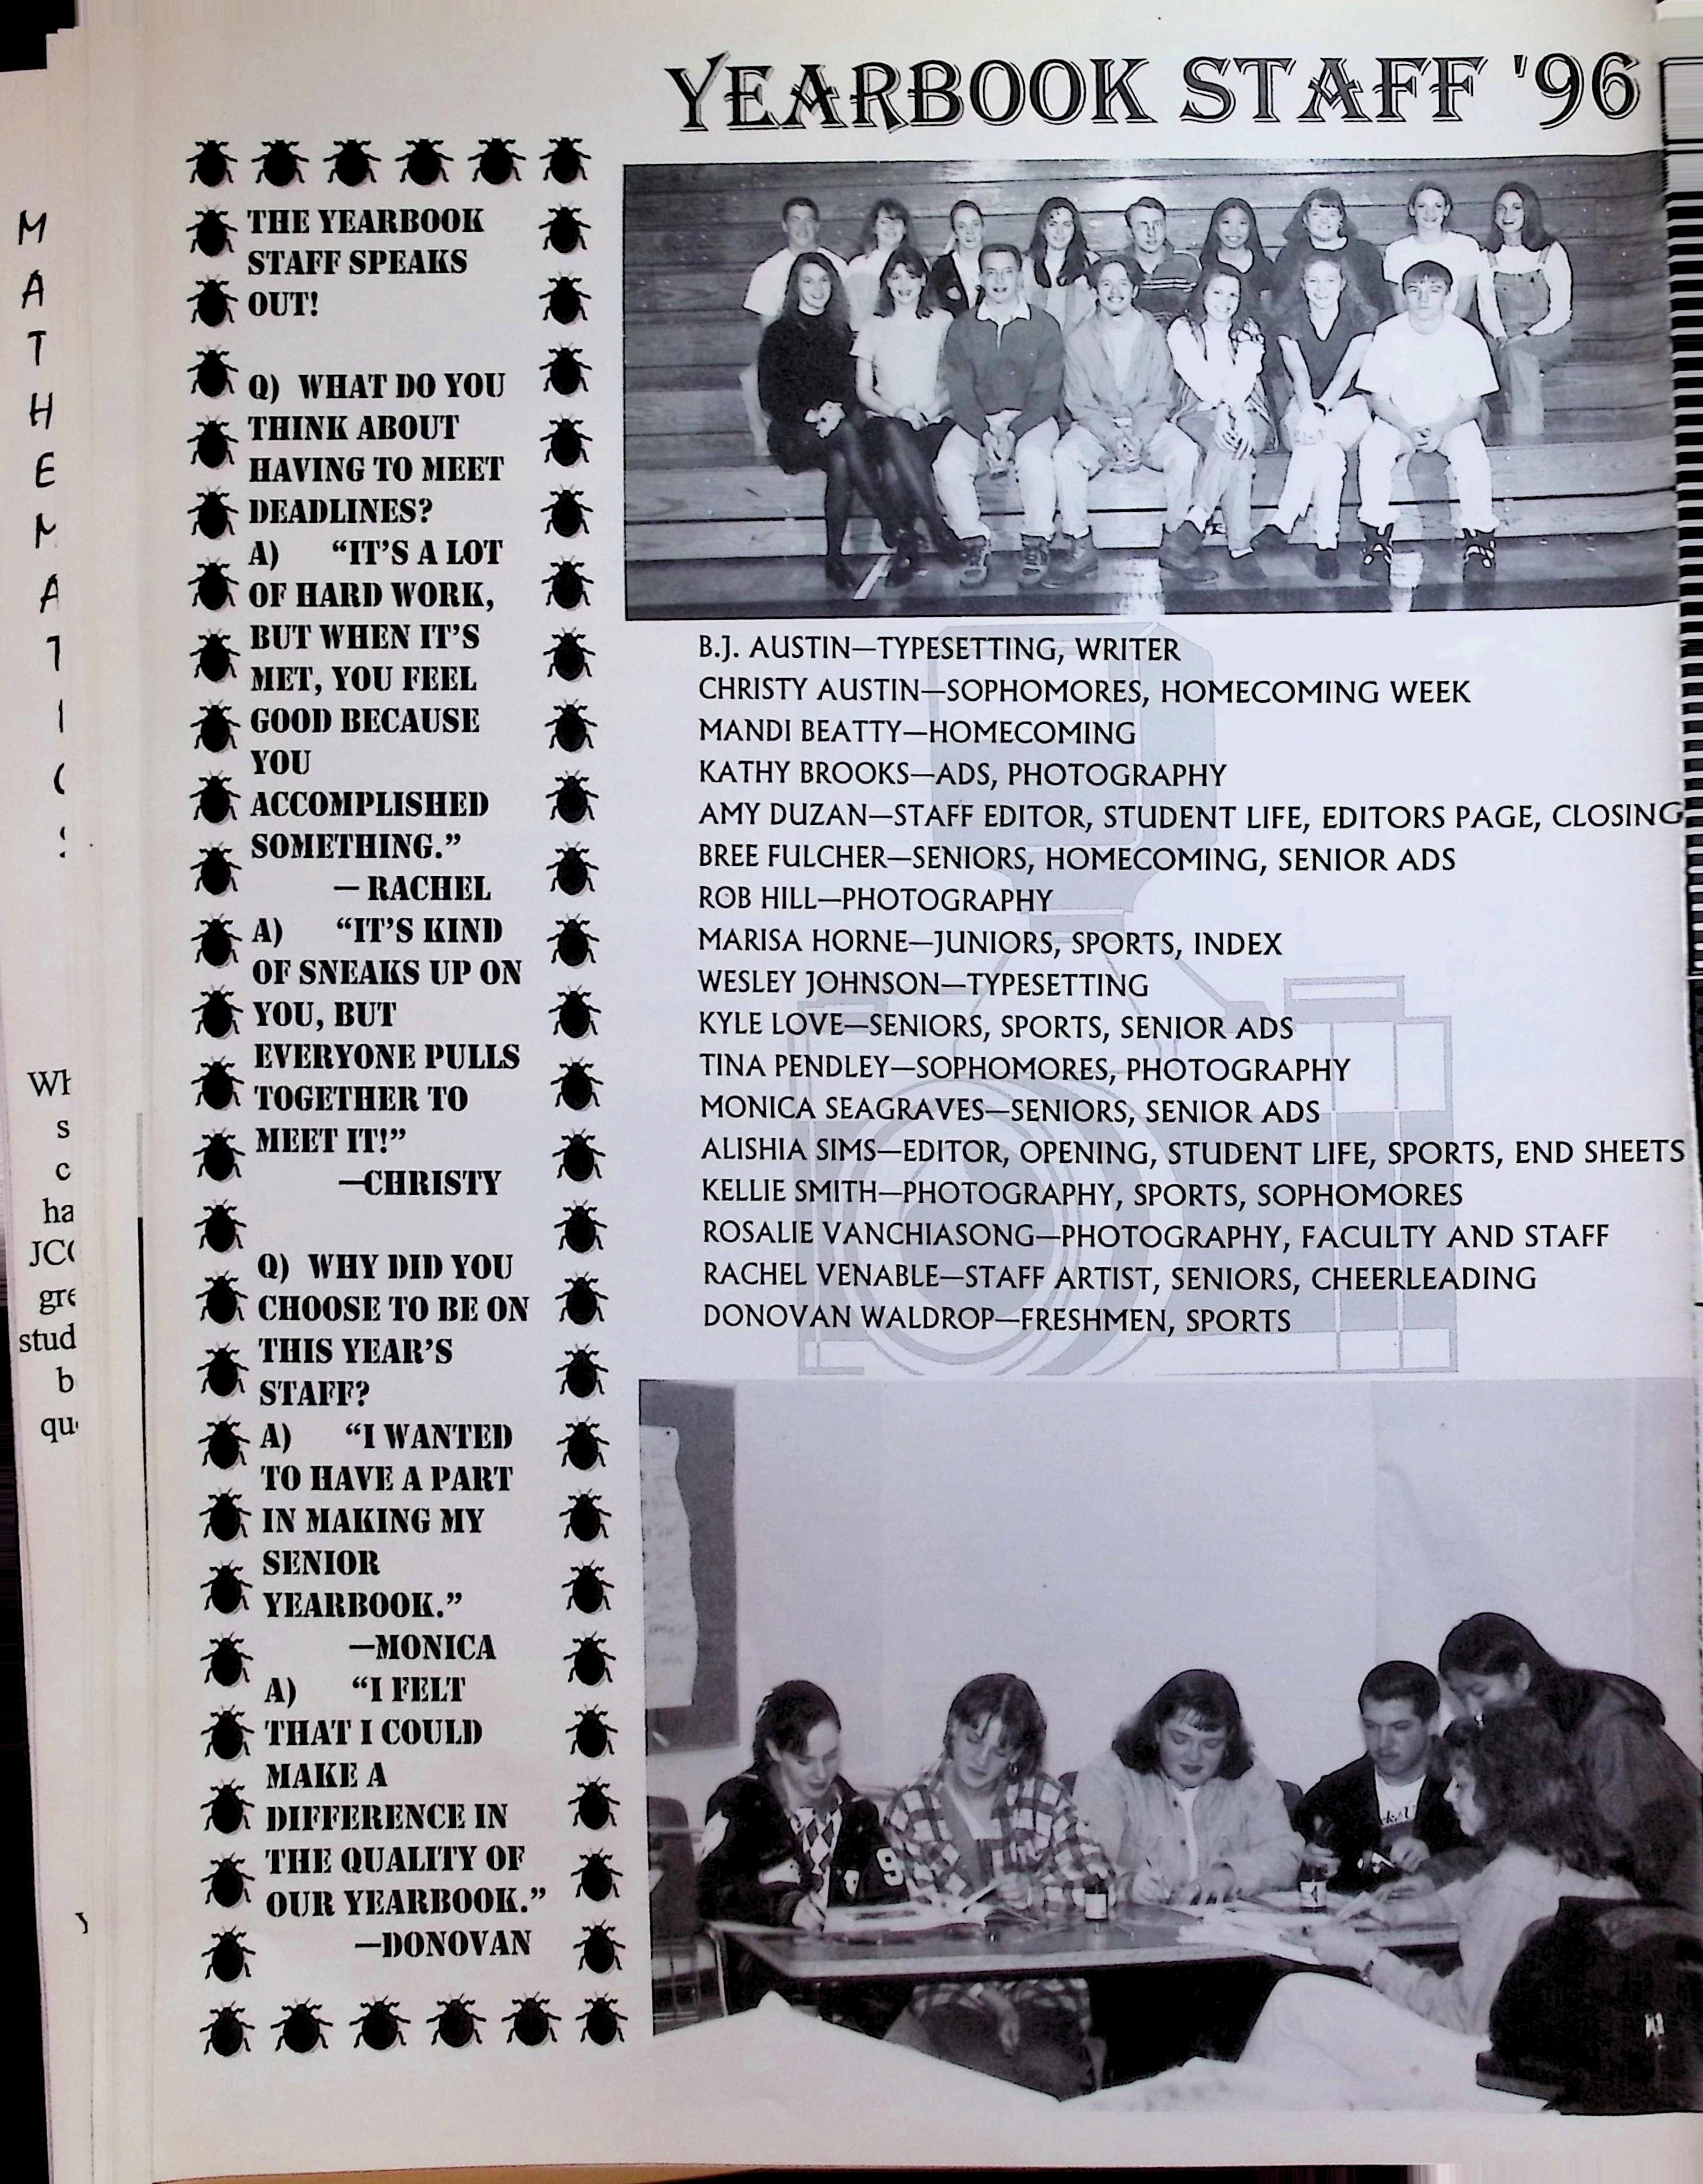 YEARBOOK STAFF '96
THE YEARBOOK
STAFF SPEAKS
OUT!
Q) WHAT DO YOU
THINK ABOUT
HAVING TO MEET
DEADLINES?
A) “IT’S A LOT
OF HARD WORK,
BUT WHEN IT’S
MET, YOU FEEL
GOOD BECAUSE
YOU
ACCOMPLISHED
SOMETHING.”
— RACHEL
A) “IT’S KIND
OF SNEAKS UP ON
YOU, BUT
EVERYONE PULLS
TOGETHER TO
MEET IT!”
—CHRISTY
Q) WHY DID YOU
CHOOSE TO BE ON
THIS YEAR’S
STAFF?
A) “I WANTED
TO HAVE A PART
IN MAKING MY
SENIOR
YEARBOOK.”
—MONICA
A) “I FELT
THAT I COULD
MAKE A
DIFFERENCE IN
THE QUALITY OF
OUR YEARBOOK.”
—DONOVAN
B.J. AUSTIN—TYPESETTING, WRITER
CHRISTY AUSTIN—SOPHOMORES, HOMECOMING WEEK
MANDI BEATTY—HOMECOMING
KATHY BROOKS—ADS, PHOTOGRAPHY
AMY DUZAN—STAFF EDITOR, STUDENT LIFE, EDITORS PAGE, CLOSING
BREE FULCHER—SENIORS, HOMECOMING, SENIOR ADS
ROB HILL—PHOTOGRAPHY
MARISA HORNE—JUNIORS, SPORTS, INDEX
WESLEY JOHNSON—TYPESETTING
KYLE LOVE—SENIORS, SPORTS, SENIOR ADS
TINA PENDLEY—SOPHOMORES, PHOTOGRAPHY
MONICA SEAGRAVES—SENIORS, SENIOR ADS
ALISHIA SIMS—EDITOR, OPENING, STUDENT LIFE, SPORTS, END SHEETS
KELLIE SMITH—PHOTOGRAPHY, SPORTS, SOPHOMORES
ROSALIE VANCHIASONG—PHOTOGRAPHY, FACULTY AND STAFF
RACHEL VENABLE—STAFF ARTIST, SENIORS, CHEERLEADING
DONOVAN WALDROP—FRESHMEN, SPORTS
M
A
T
H
E
M
A
T
I
C
S